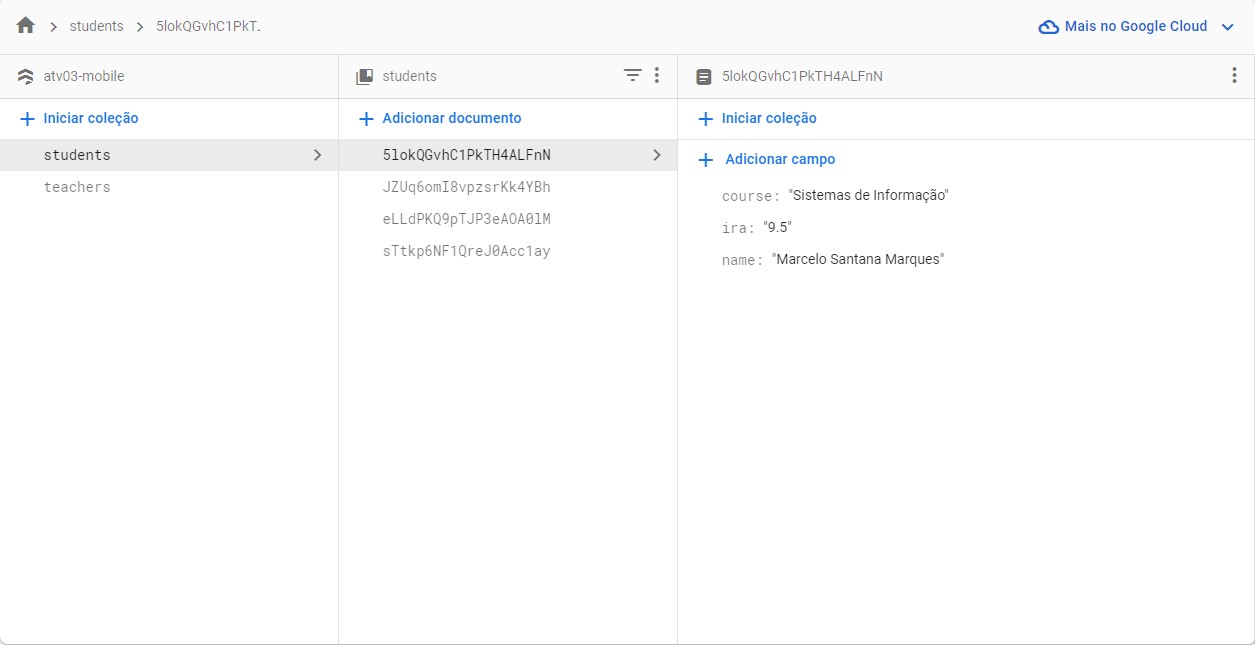 students
5lokQGvhC1PkT.
Mais no Google Cloud
atv03-mobile
Iniciar coleção
students
teachers
students
Adicionar documento
5lokQGvhC1PkTH4ALFnN
JZUq6omI8vpzsrKk4YBh
eLLdPKQ9pTJP3eAOA0lM
sTtkp6NF1QreJ0Acc1ay
5lokQGvhC1PkTH4ALFnN
Iniciar coleção
Adicionar campo
course: "Sistemas de Informação"
ira: "9.5"
name: "Marcelo Santana Marques"